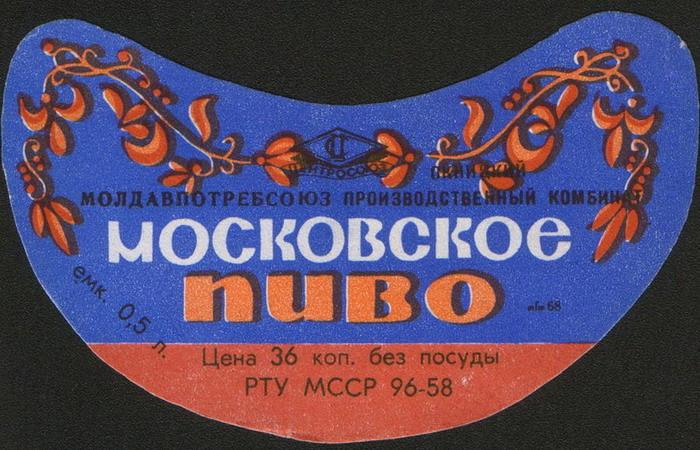 ЦЕНТРОСОЮЗ
МОЛДАВПОТРЕБСОЮЗ ПРОИЗВОДСТВЕННЫЙ КОМБИНАТ
МОСКОВСКОЕ
ПИВО
емк. 0,5 л.
Цена 36 коп. без посуды
РТУ МССР 96-58